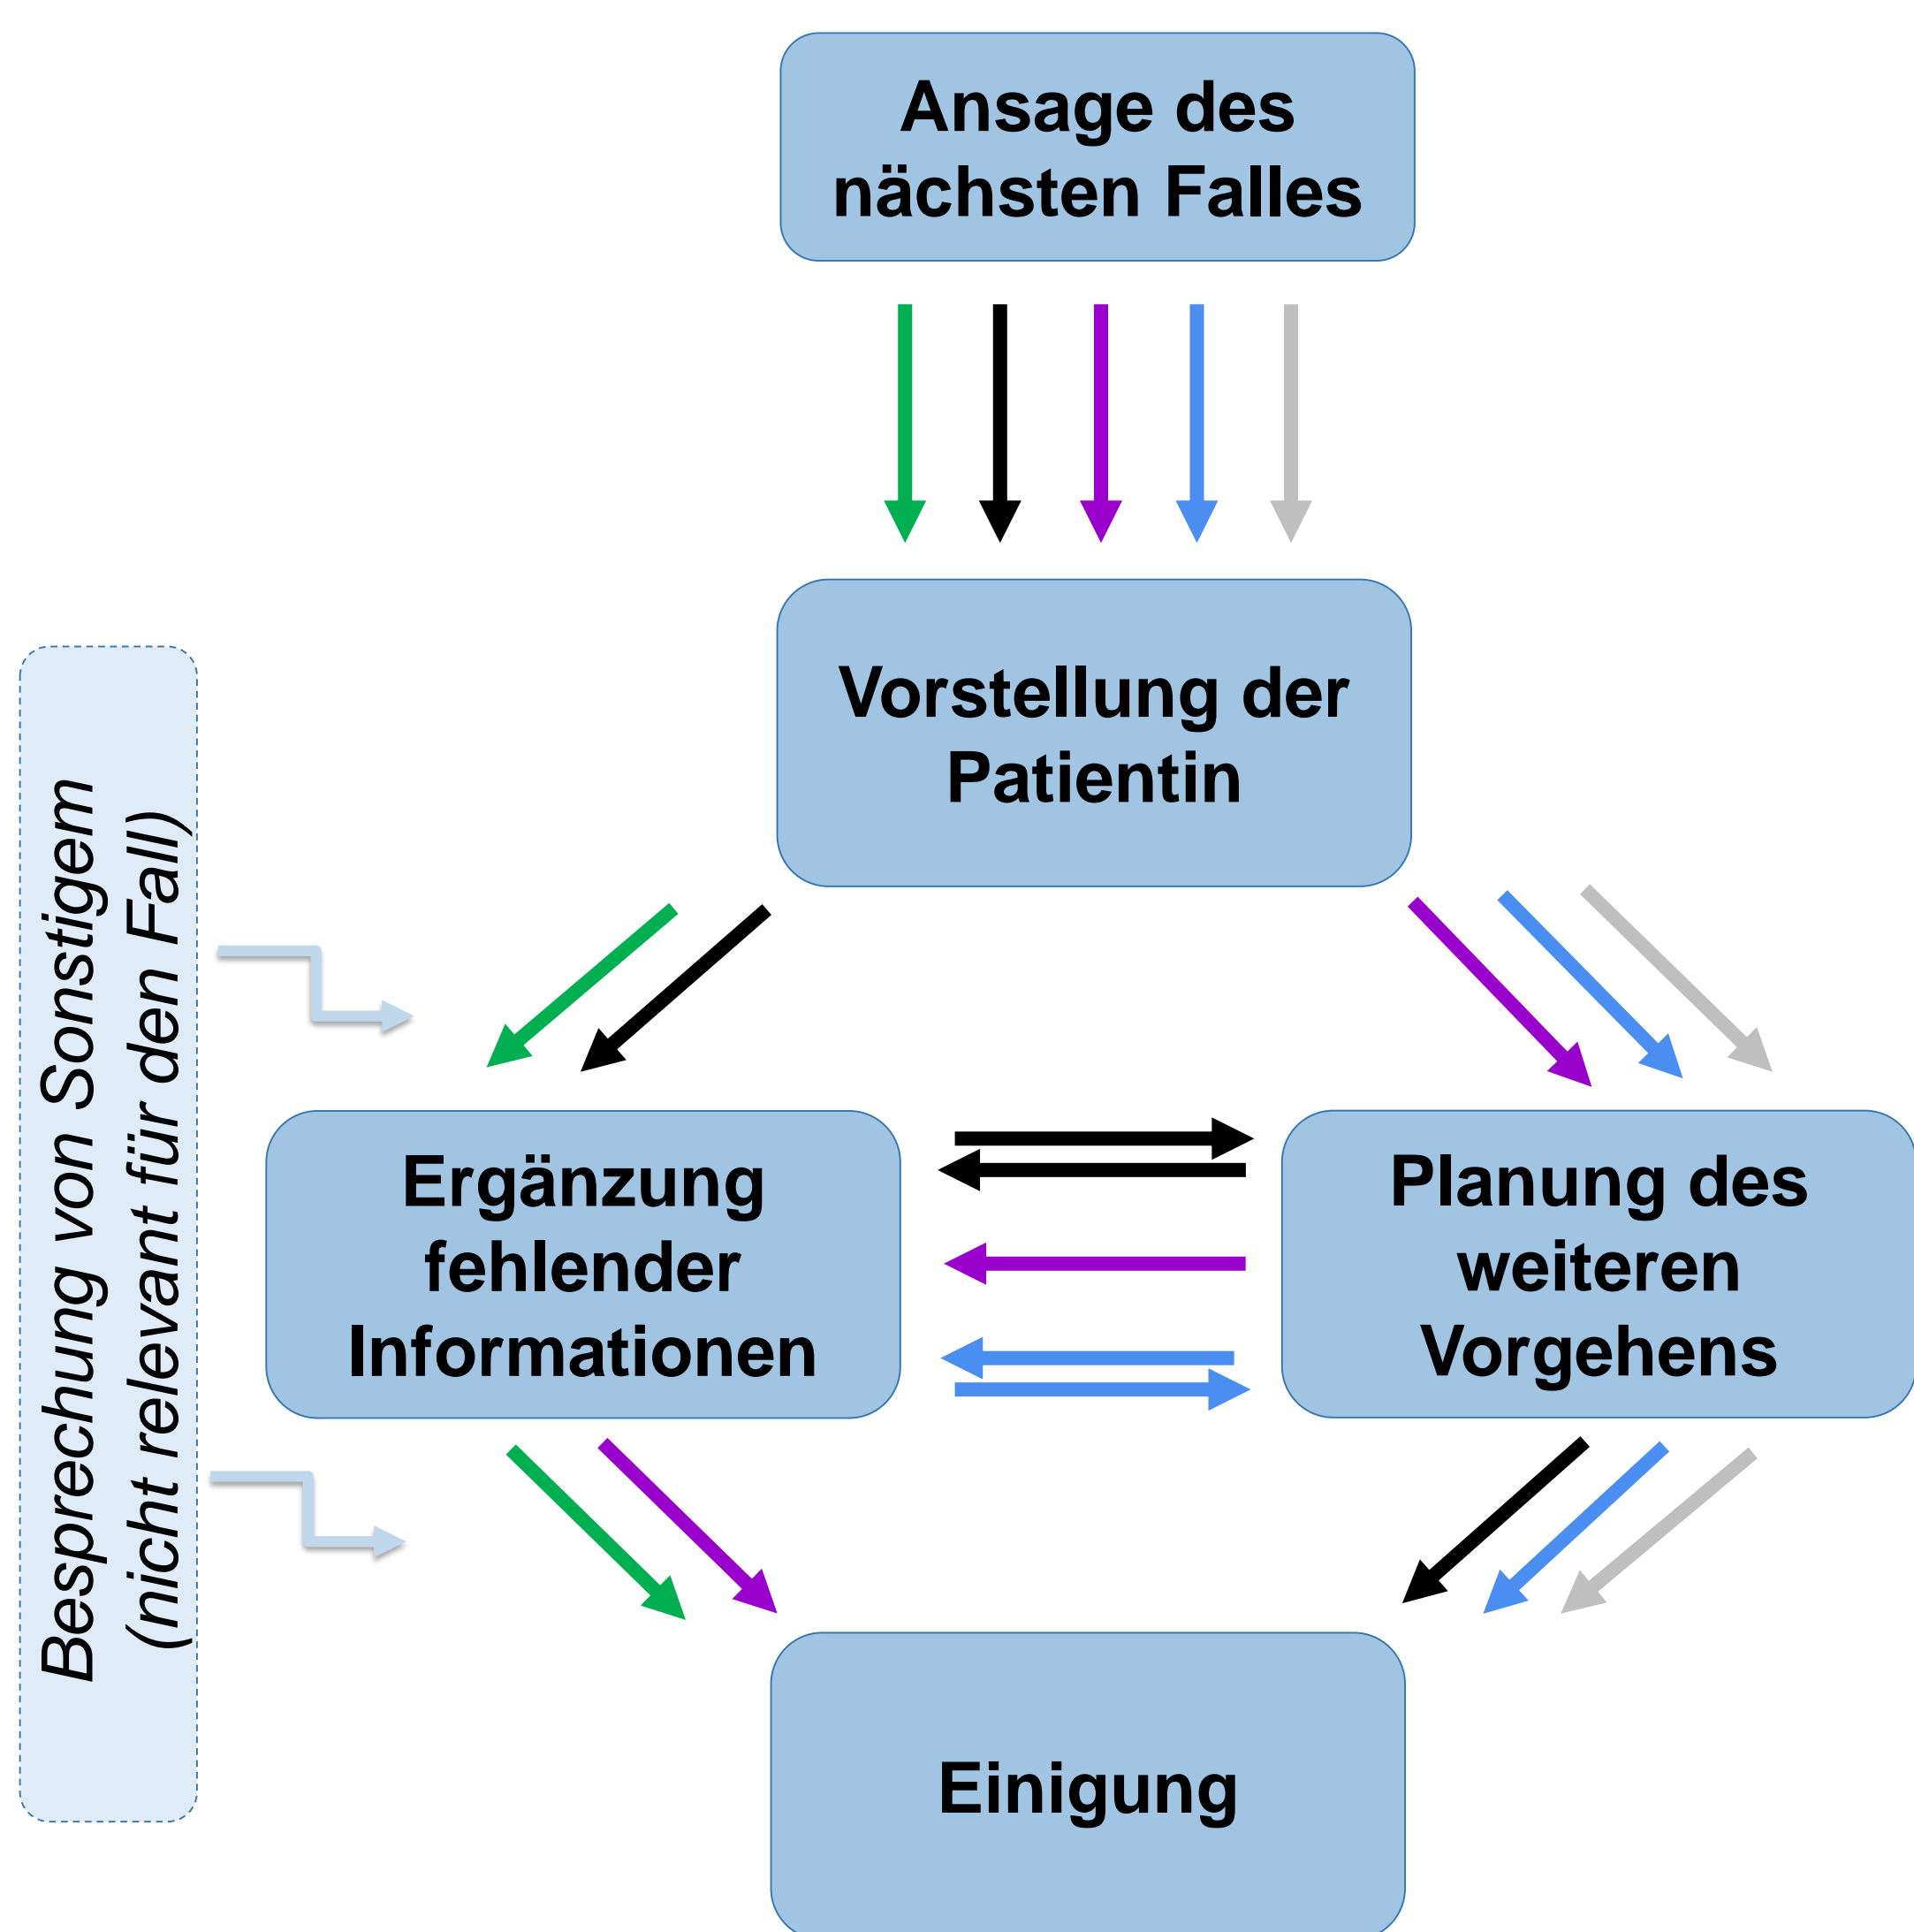 Ansage des
nächsten Falles
Vorstellung der
Patientin
Besprechung von Sonstigem
(nicht relevant für den Fall)
Ergänzung
fehlender
Informationen
Planung des
weiteren
Vorgehens
Einigung